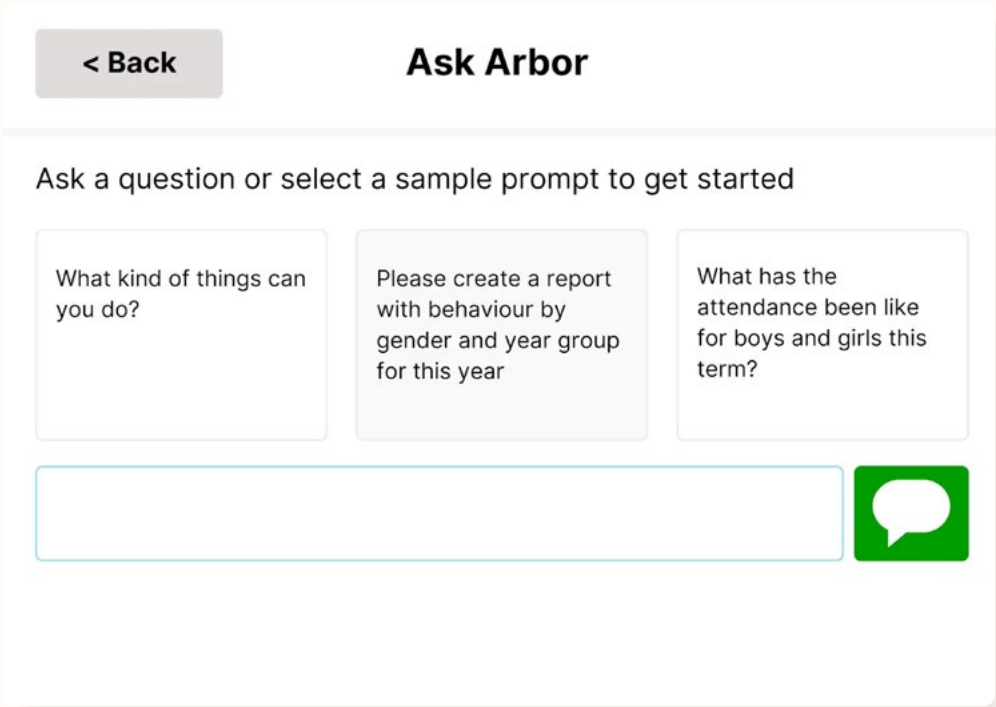 < Back
Ask Arbor
Ask a question or select a sample prompt to get started
What kind of things can
you do?
Please create a report
with behaviour by
gender and year group
for this year
What has the
attendance been like
for boys and girls this
term?